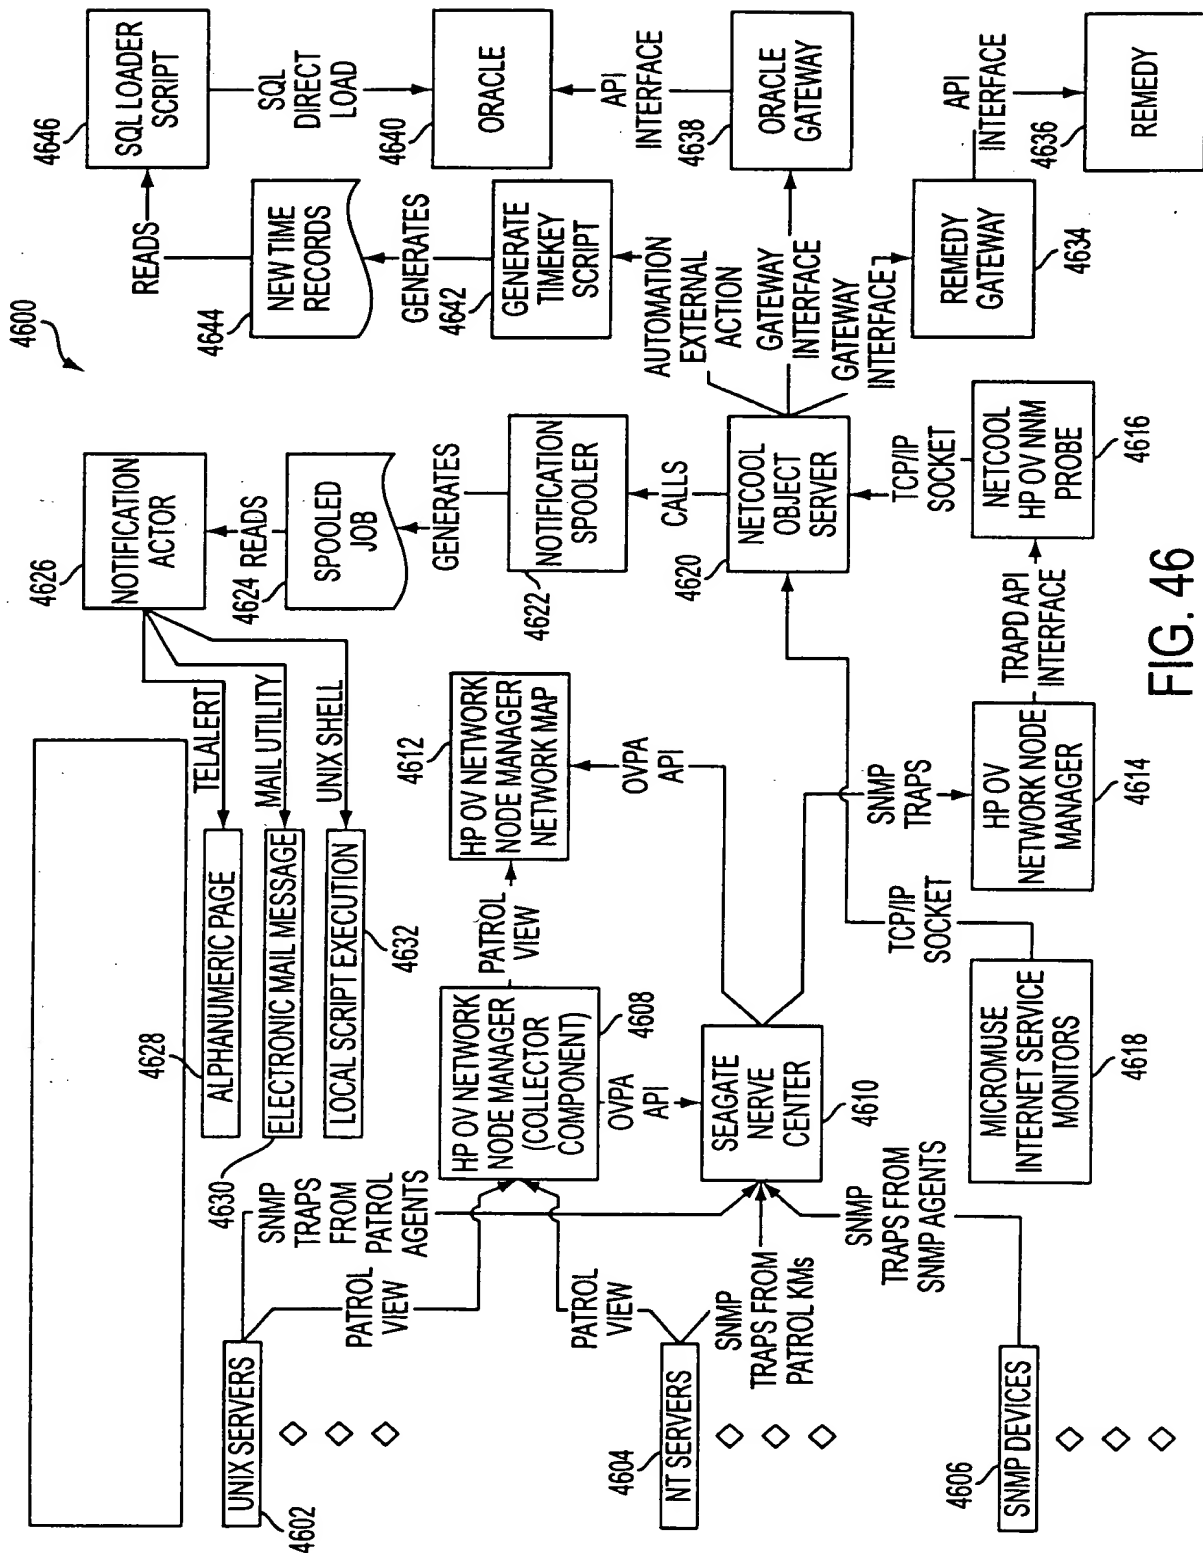 4600
UNIX SERVERS
4602
NT SERVERS
4604
SNMP DEVICES
4606
SNMP
TRAPS
FROM
PATROL
AGENTS
PATROL
VIEW
PATROL
VIEW
SNMP
TRAPS FROM
PATROL KMs
SNMP
TRAPS FROM
SNMP AGENTS
4628
ALPHANUMERIC PAGE
ELECTRONIC MAIL MESSAGE
4630
LOCAL SCRIPT EXECUTION
4632
TELALERT
MAIL UTILITY
UNIX SHELL
HP OV NETWORK
NODE MANAGER
(COLLECTOR
COMPONENT)
4608
OVPA
API
SEAGATE
NERVE
CENTER
4610
MICROMUSE
INTERNET SERVICE
MONITORS
4618
PATROL
VIEW
4612
HP OV NETWORK
NODE MANAGER
NETWORK MAP
OVPA
API
SNMP
TRAPS
TCP/IP
SOCKET
HP OV
NETWORK NODE
MANAGER
4614
TRAPD API
INTERFACE
4626
NOTIFICATION
ACTOR
READS
4624
SPOOLED
JOB
GENERATES
NOTIFICATION
SPOOLER
4622
CALLS
NETCOOL
OBJECT
SERVER
4620
TCP/IP
SOCKET
NETCOOL
HP OV NNM
PROBE
4616
AUTOMATION
EXTERNAL
ACTION
GATEWAY
INTERFACE
GATEWAY
INTERFACE
READS
NEW TIME
RECORDS
4644
GENERATES
4642
GENERATE
TIMEKEY
SCRIPT
4646
SQL LOADER
SCRIPT
SQL
DIRECT
LOAD
4640
ORACLE
API
INTERFACE
4638
ORACLE
GATEWAY
REMEDY
GATEWAY
4634
API
INTERFACE
4636
REMEDY
FIG. 46